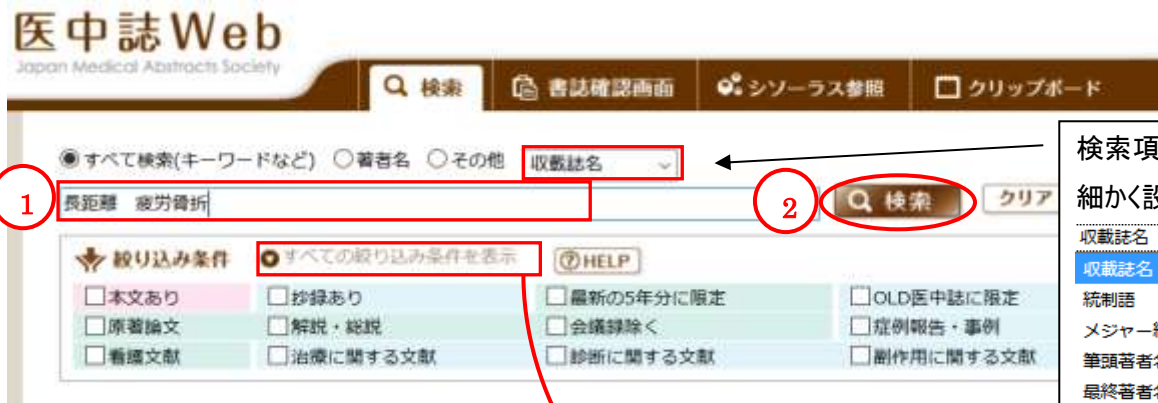 医中誌Web
Japan Medical Abstracts Society
検索 書誌確認画面 シソーラス参照 クリップボード
すべて検索(キーワードなど) 著者名 その他 収載誌名
検索項
細かく設
1 長距離 疲労骨折 2 検索 クリア
絞り込み条件 すべての絞り込み条件を表示 ?HELP
本文あり 抄録あり 最新の5年分に限定 OLD医中誌に限定
原著論文 解説・総説 会議録除く 症例報告・事例
看護文献 治療に関する文献 診断に関する文献 副作用に関する文献
収載誌名
収載誌名
統制語
メジャー
筆頭著者名
最終著者名